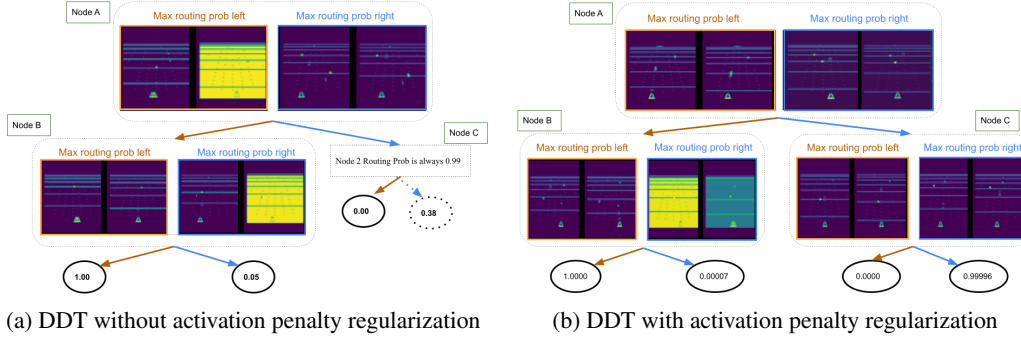 Node A
Max routing prob left
Max routing prob right
Node B
Node C
Max routing prob left
Max routing prob right
Node 2 Routing Prob is always 0.99
0.00
0.38
1.00
0.05
(a) DDT without activation penalty regularization
Node A
Max routing prob left
Max routing prob right
Node B
Node C
Max routing prob left
Max routing prob right
Max routing prob left
Max routing prob right
1.0000
0.00007
0.0000
0.99996
(b) DDT with activation penalty regularization